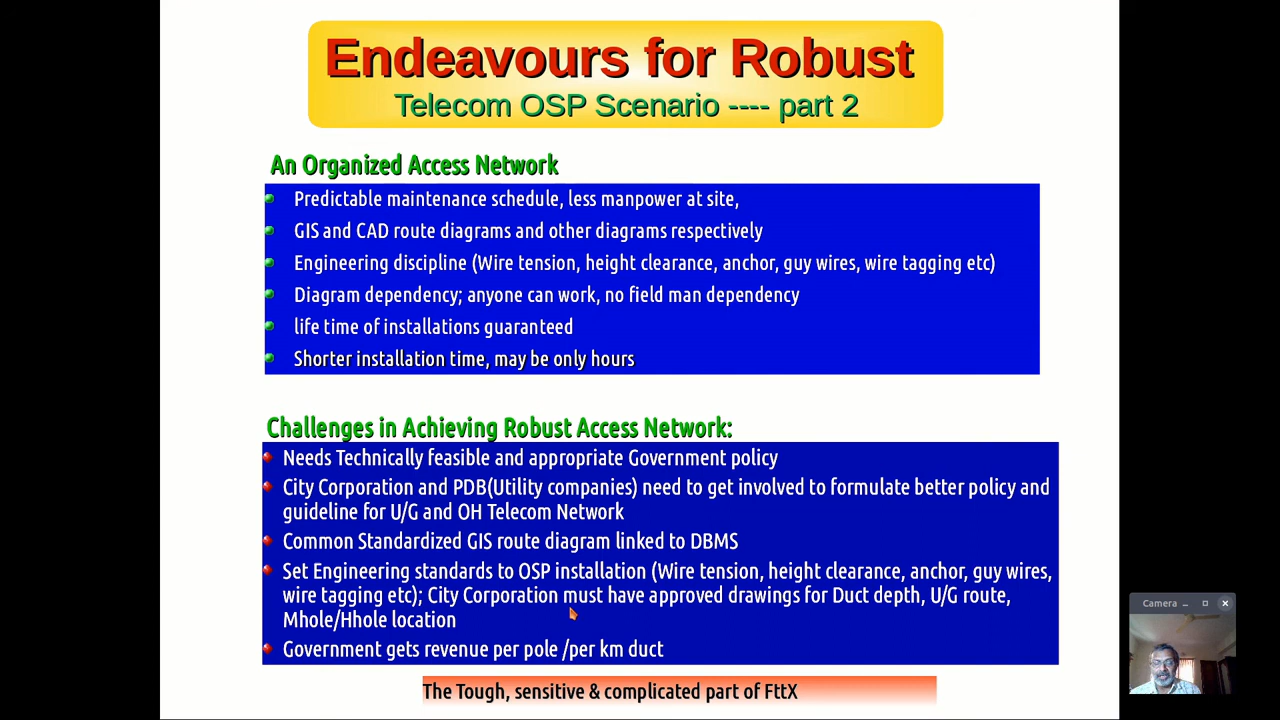 Endeavours for Robust
Telecom OSP Scenario ---- part 2
An Organized Access Network
Predictable maintenance schedule, less manpower at site,
GIS and CAD route diagrams and other diagrams respectively
Engineering discipline (Wire tension, height clearance, anchor, guy wires, wire tagging etc)
Diagram dependency; anyone can work, no field man dependency
life time of installations guaranteed
Shorter installation time, may be only hours
Challenges in Achieving Robust Access Network:
Needs Technically feasible and appropriate Government policy
City Corporation and PDB(Utility companies) need to get involved to formulate better policy and
guideline for U/G and OH Telecom Network
Common Standardized GIS route diagram linked to DBMS
Set Engineering standards to OSP installation (Wire tension, height clearance, anchor, guy wires,
wire tagging etc); City Corporation must have approved drawings for Duct depth, U/G route,
Mhole/Hhole location
Government gets revenue per pole /per km duct
The Tough, sensitive & complicated part of FttX
Camera